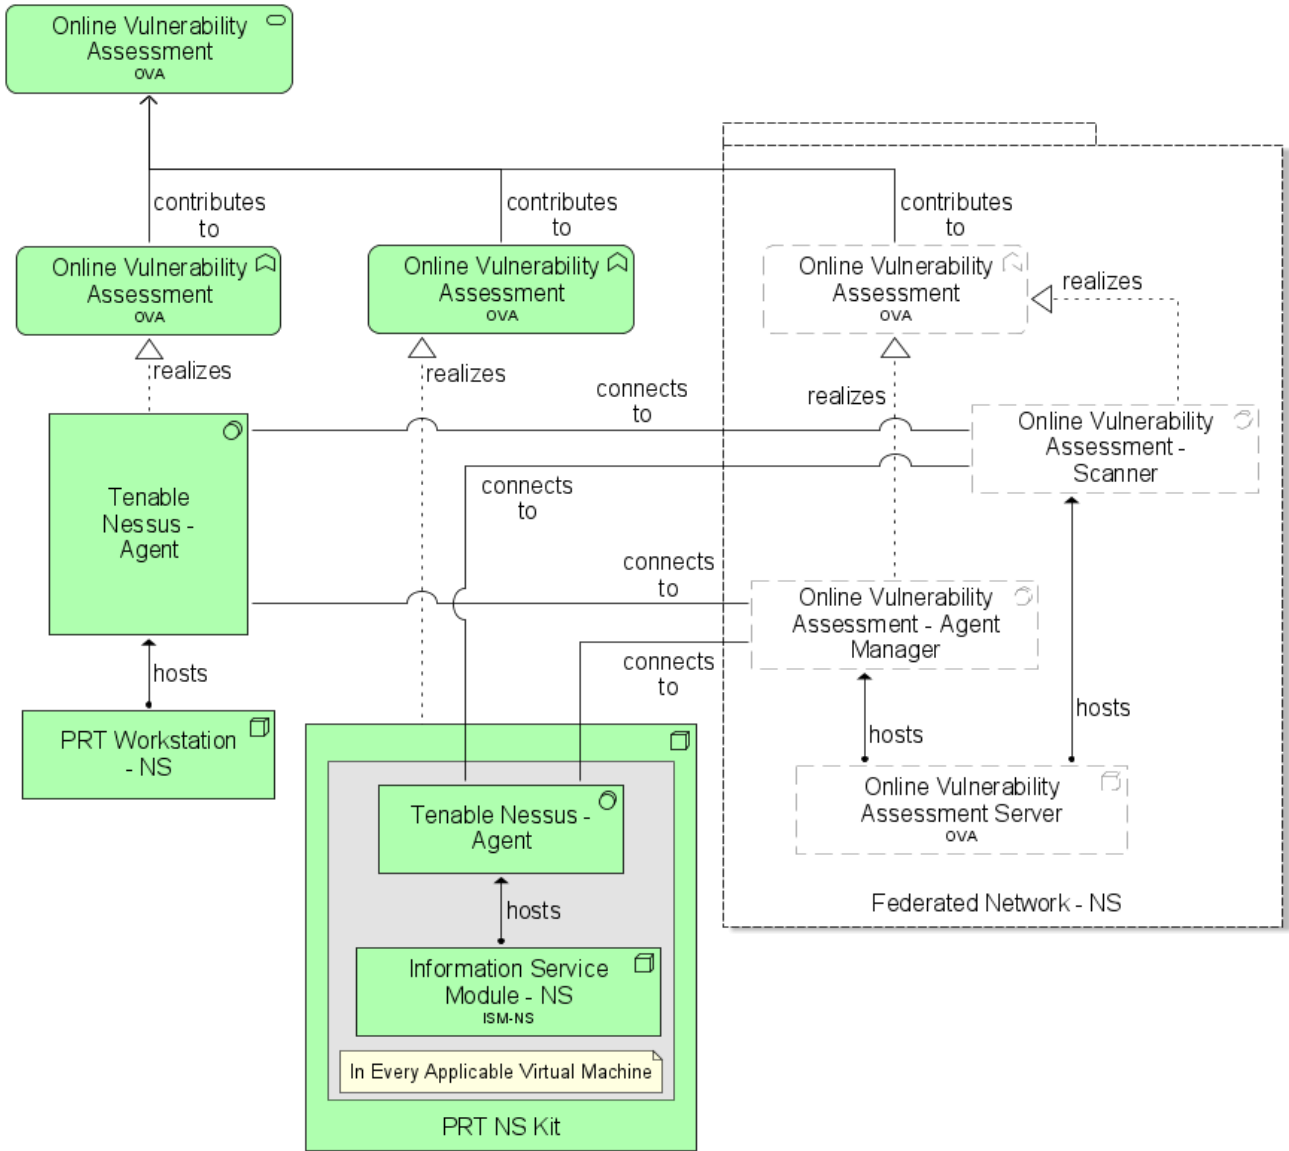 Online Vulnerability
Assessment
OVA
contributes
to
contributes
to
contributes
to
Online Vulnerability
Assessment
OVA
Online Vulnerability
Assessment
OVA
Online Vulnerability
Assessment
OVA
realizes
realizes
realizes
realizes
connects
to
Online Vulnerability
Assessment -
Scanner
Tenable
Nessus -
Agent
connects
to
connects
to
Online Vulnerability
Assessment - Agent
Manager
connects
to
hosts
hosts
hosts
PRT Workstation
- NS
Online Vulnerability
Assessment Server
OVA
Tenable Nessus -
Agent
Federated Network - NS
hosts
Information Service
Module - NS
ISM-NS
In Every Applicable Virtual Machine
PRT NS Kit